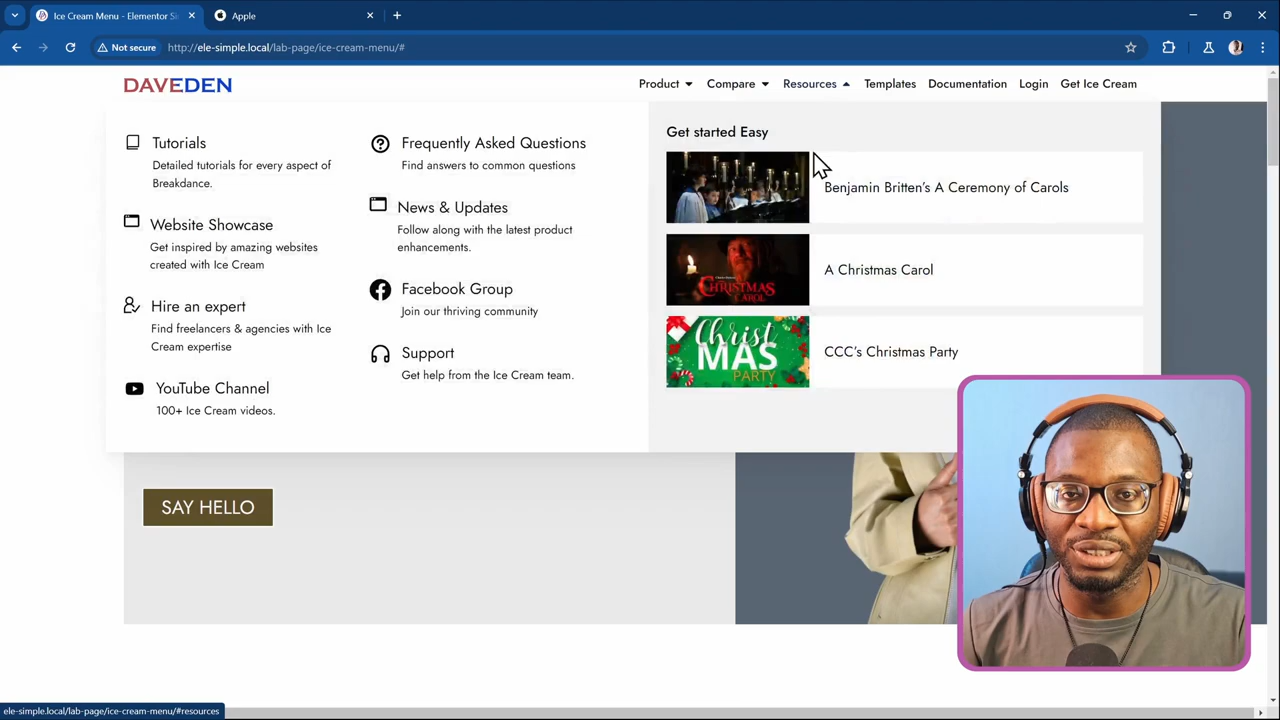 Ice Cream Menu - Elementor Si
Apple
Not secure
http://ele-simple.local/lab-page/ice-cream-menu/#
DAVEDEN
Product
Compare
Resources
Templates
Documentation
Login
Get Ice Cream
Tutorials
Detailed tutorials for every aspect of
Breakdance.
Website Showcase
Get inspired by amazing websites
created with Ice Cream
Hire an expert
Find freelancers & agencies with Ice
Cream expertise
YouTube Channel
100+ Ice Cream videos.
Frequently Asked Questions
Find answers to common questions
News & Updates
Follow along with the latest product
enhancements.
Facebook Group
Join our thriving community
Support
Get help from the Ice Cream team.
Get started Easy
Benjamin Britten's A Ceremony of Carols
CHRISTMAS
CAROL
A Christmas Carol
Christ
MAS
PARTY
CCC's Christmas Party
SAY HELLO
ele-simple.local/lab-page/ice-cream-menu/#resources